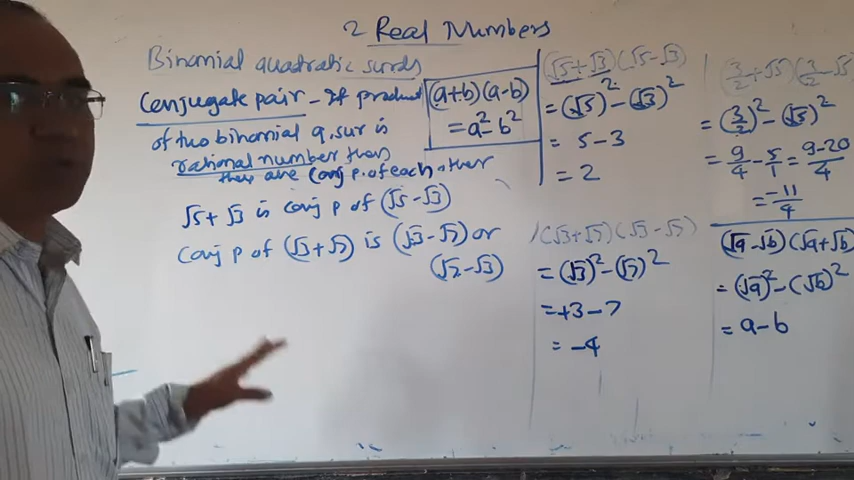 2 Real Numbers
Binomial quadratic surds
Conjugate pair - If product
of two binomial q. sur is
rational number then
they are conj p. of each other
√5+√3 is conj p of (√5-√3)
conj p of (√3+√7) is (√3-√7) or
(√7-√3)
(a+b)(a-b)
= a²-b²
(√5+√3)(√5-√3)
= (√5)² - (√3)²
= 5-3
= 2
(√3+√7)(√3-√7)
= (√3)² - (√7)²
= +3-7
= -4
(3/2+√5)(3/2-√5)
= (3/2)² - (√5)²
= 9/4 - 5/1 = 9-20/4
= -11/4
(√a-√b)(√a+√b)
= (√a)² - (√b)²
= a-b